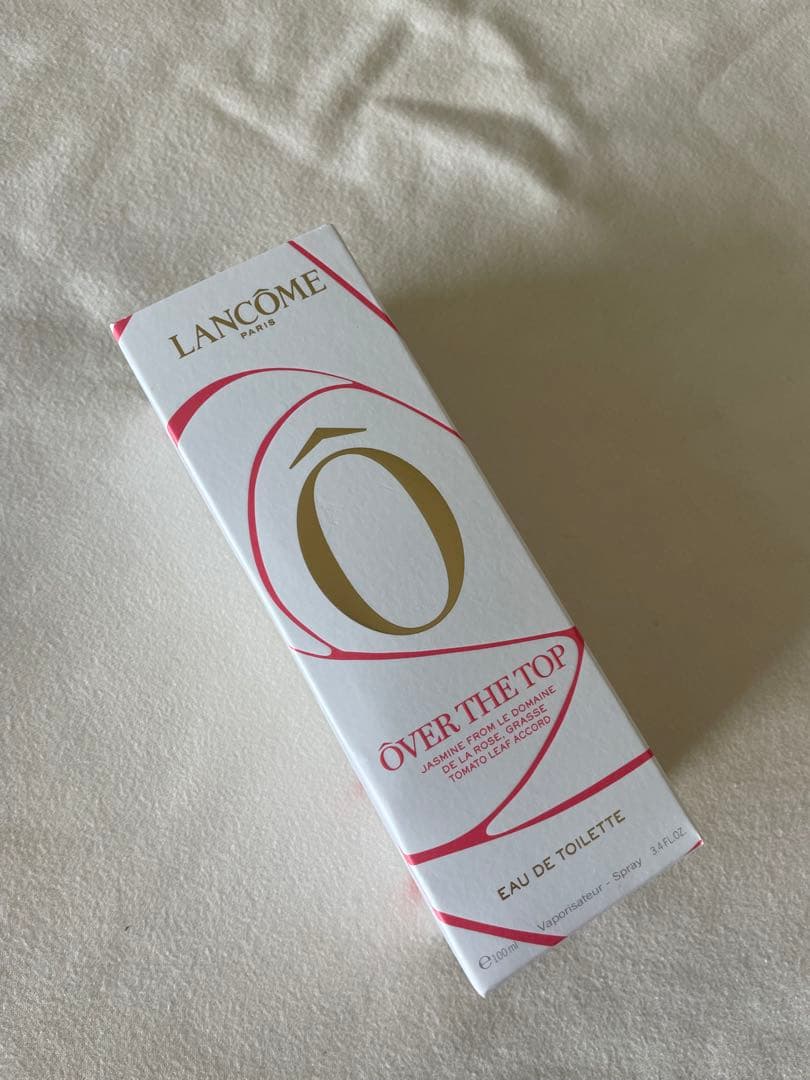 LANCÔME
PARIS
Ô
ÔVER THE TOP
JASMINE FROM LE DOMAINE
DE LA ROSE, GRASSE
TOMATO LEAF ACCORD
EAU DE TOILETTE
Vaporisateur - Spray
℮100 ml 3.4 FL.OZ.